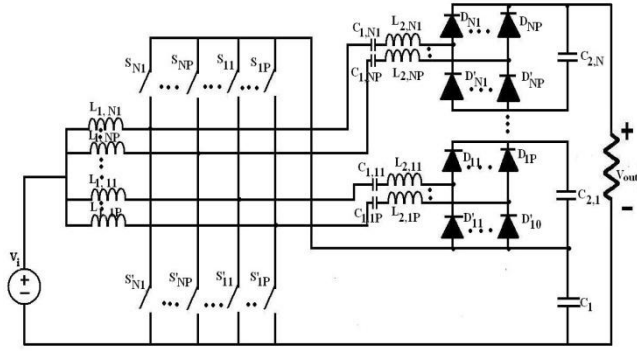 D_N1 D_NP
L_2,N1
C_1,N1
C_2,N
S_N1 S_NP S_11 S_1P
C_1,NP L_2,NP D'_N1 D'_NP
L_1,N1
L_1,NP
D_11 D_1P
L_2,11
C_1,11
L_1,11
C_2,1
V_out
C_1,1P L_2,1P
L_1,1P
D'_11 D'_10
V_i
S'_N1 S'_NP S'_11 S'_1P
C_1